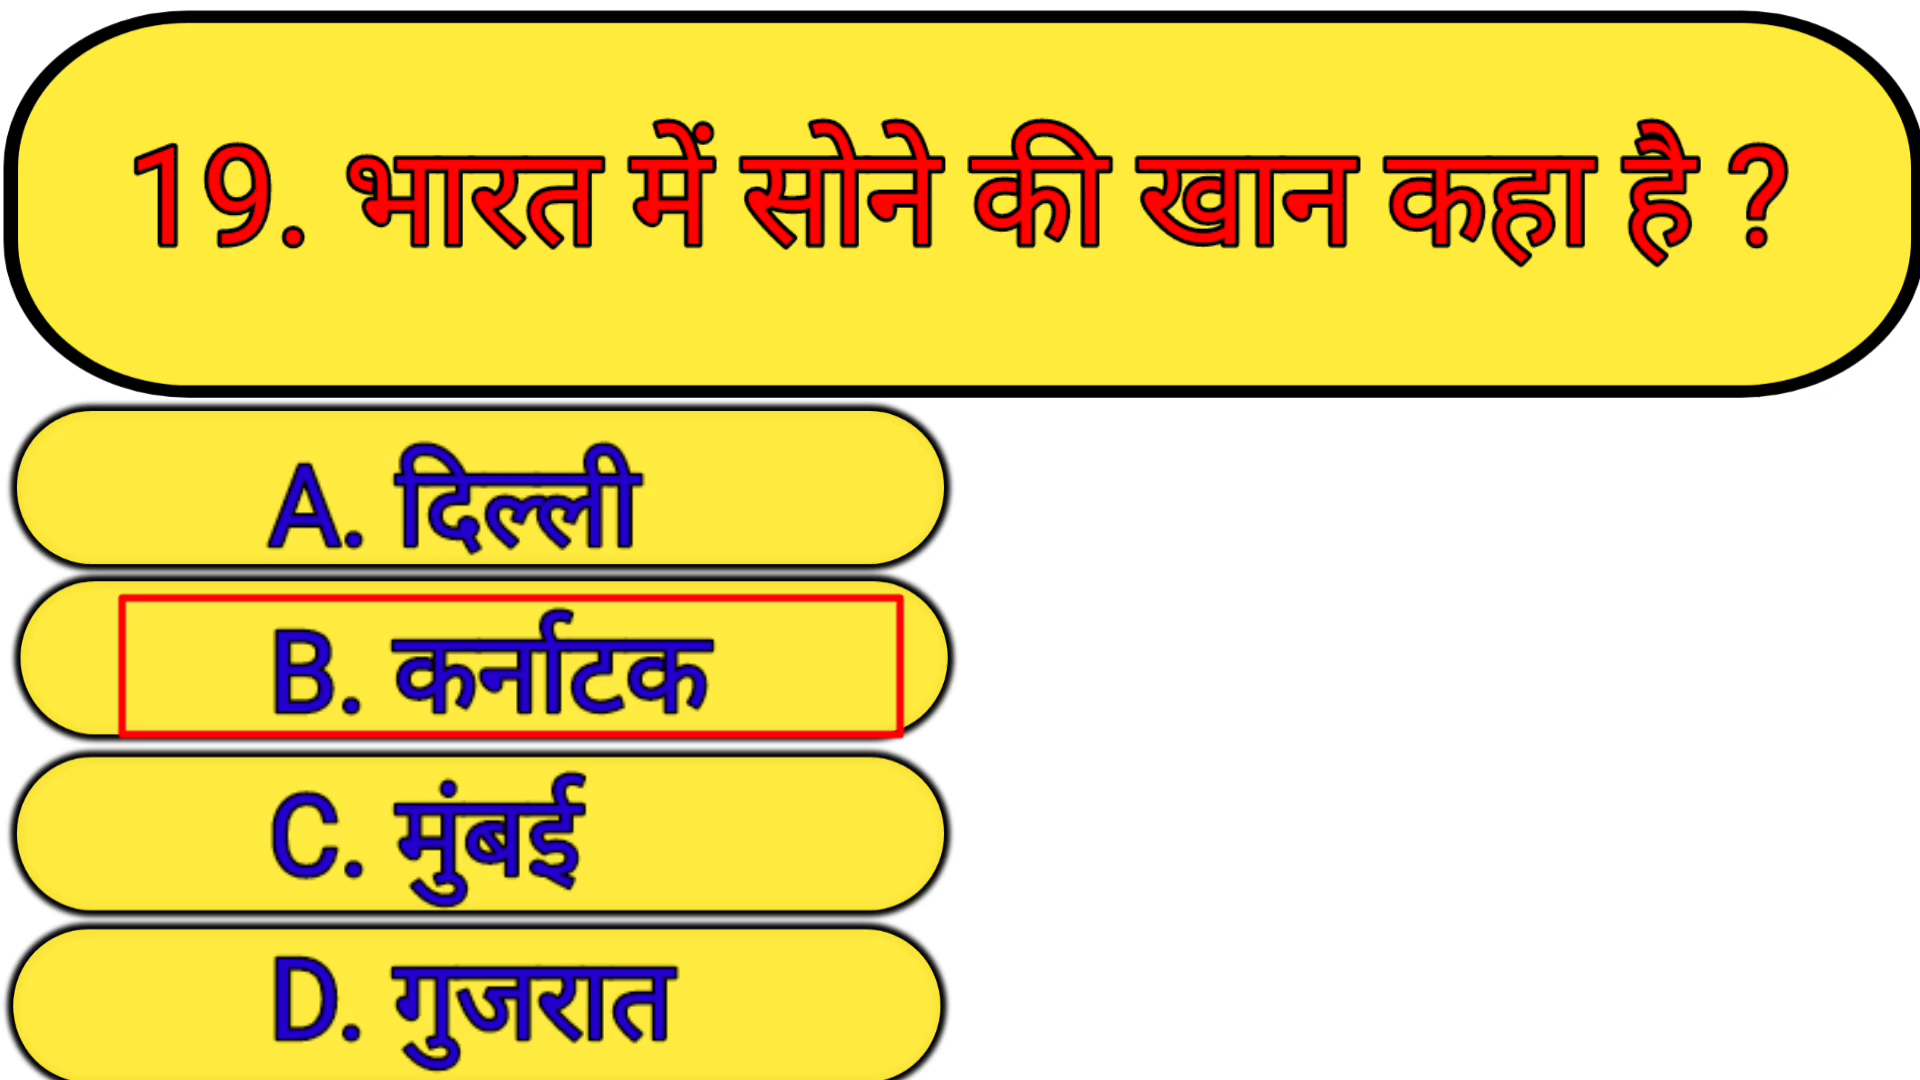 19. भारत में सोने की खान कहा है ?
A. दिल्ली
B. कर्नाटक
C. मुंबई
D. गुजरात